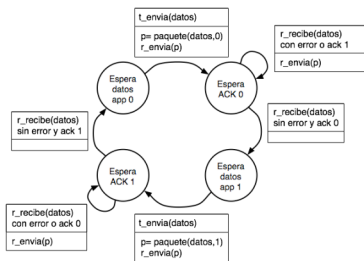 t_envia(datos)
p= paquete(datos,0)
r_envia(p)
r_recibe(datos)
con error o ack 1
r_envia(p)
Espera
datos
app 0
Espera
ACK 0
r_recibe(datos)
sin error y ack 1
r_recibe(datos)
sin error y ack 0
Espera
ACK 1
Espera
datos
app 1
r_recibe(datos)
con error o ack 0
r_envia(p)
t_envia(datos)
p= paquete(datos,1)
r_envia(p)